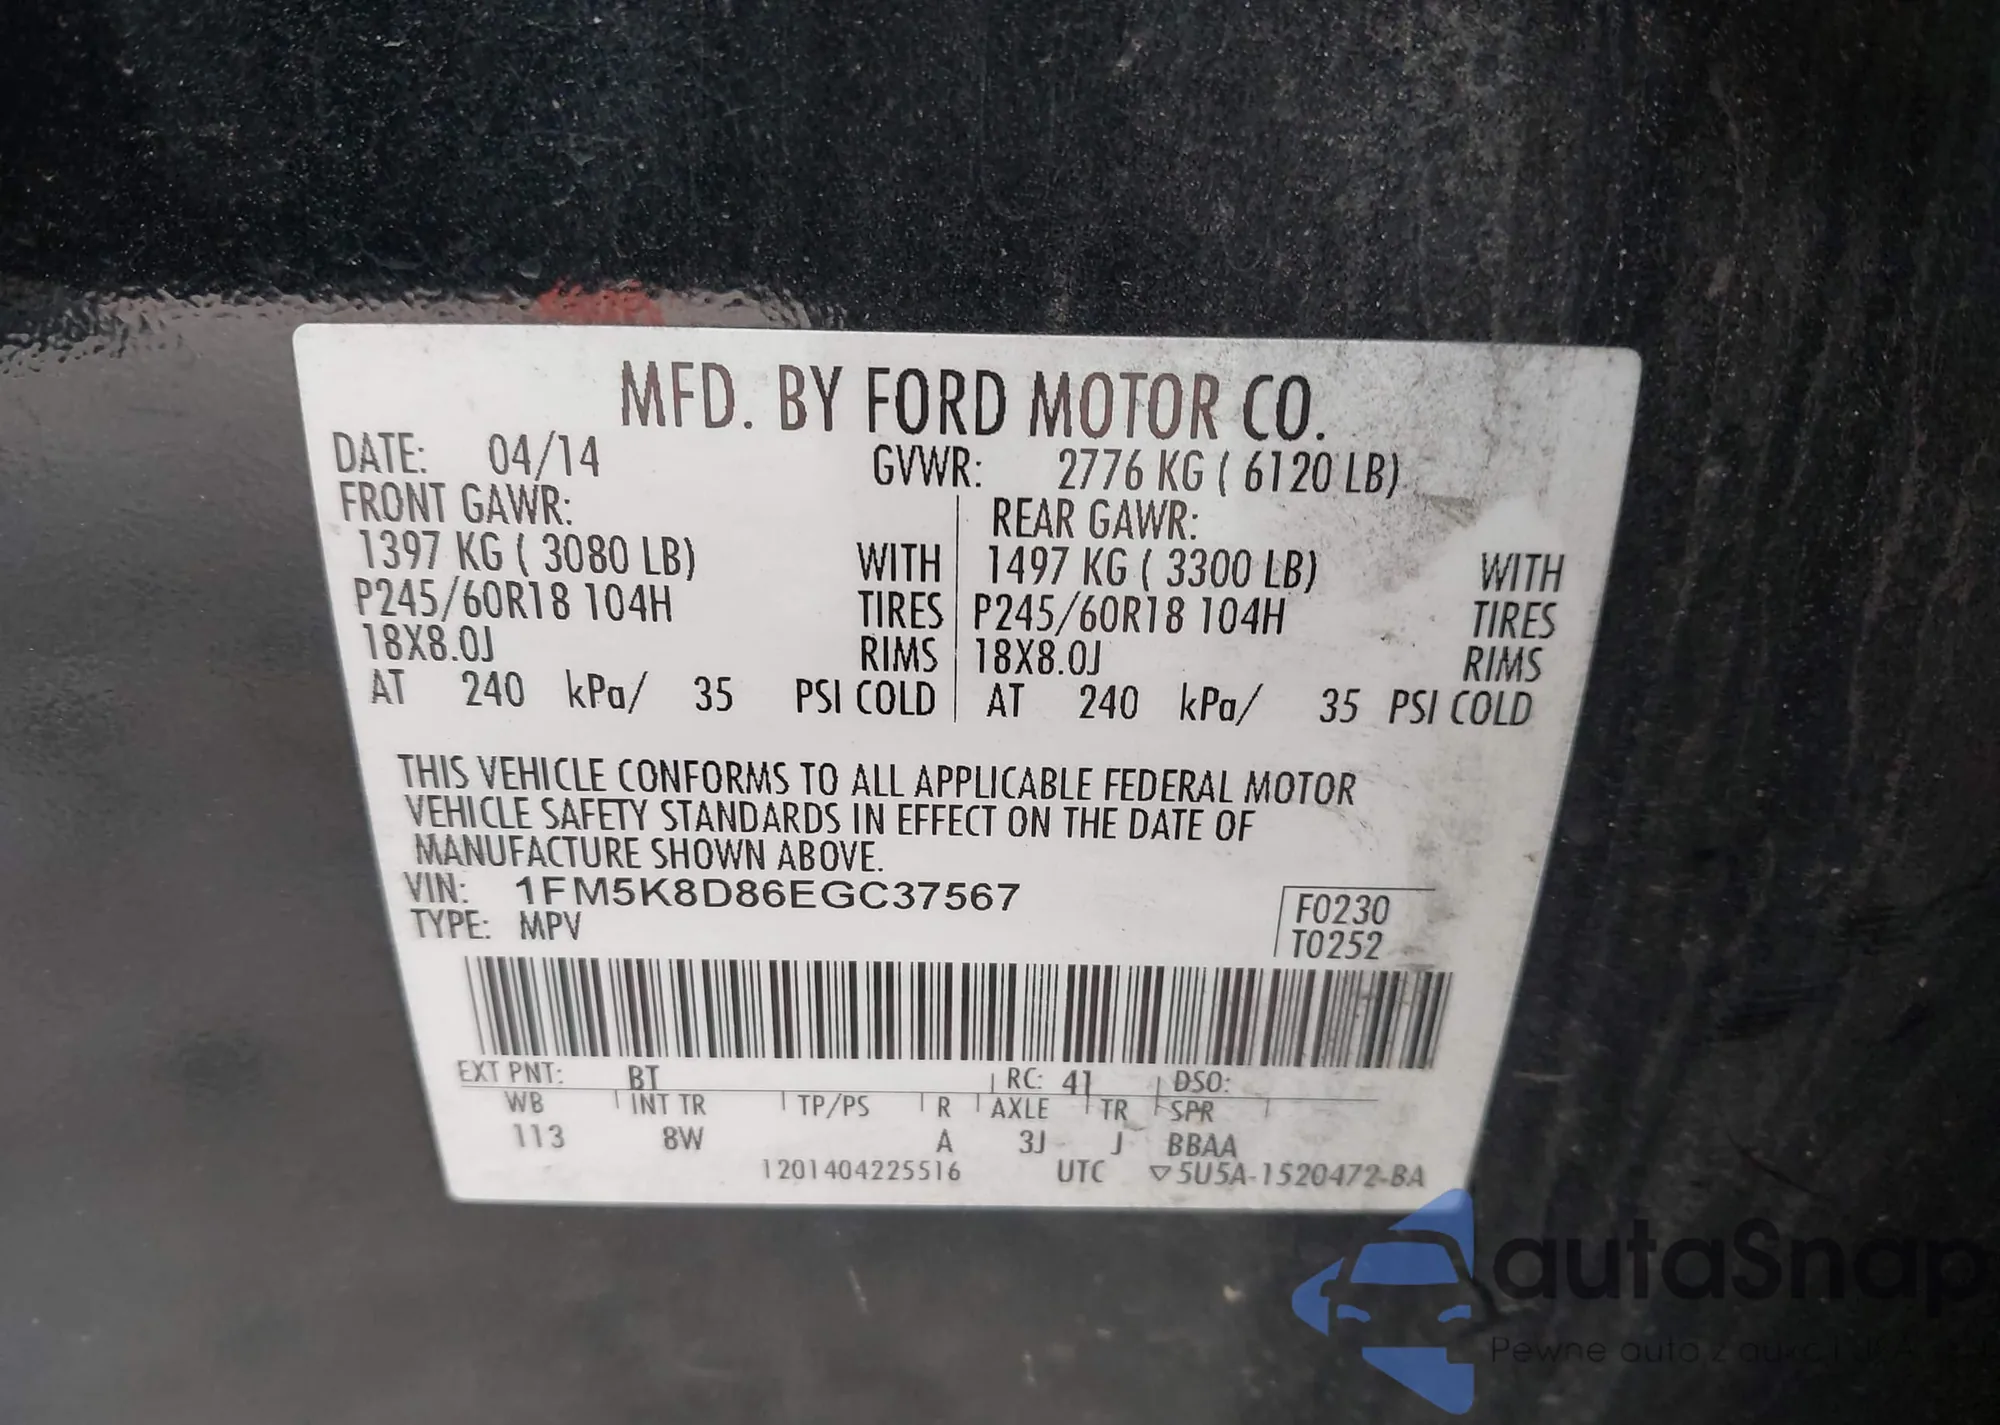 MFD. BY FORD MOTOR CO.
DATE: 04/14 GVWR: 2776 KG ( 6120 LB)
FRONT GAWR: REAR GAWR:
1397 KG ( 3080 LB) WITH 1497 KG ( 3300 LB) WITH
P245/60R18 104H TIRES P245/60R18 104H TIRES
18X8.0J RIMS 18X8.0J RIMS
AT 240 kPa/ 35 PSI COLD AT 240 kPa/ 35 PSI COLD
THIS VEHICLE CONFORMS TO ALL APPLICABLE FEDERAL MOTOR
VEHICLE SAFETY STANDARDS IN EFFECT ON THE DATE OF
MANUFACTURE SHOWN ABOVE.
VIN: 1FM5K8D86EGC37567
TYPE: MPV
F0230
T0252
EXT PNT: BT RC: 41 DSO:
WB INT TR TP/PS R AXLE TR SPR
113 8W A 3J J BBAA
1201404225516 UTC ▽5U5A-1520472-BA
autaSnap
Pewne auto z aukcji